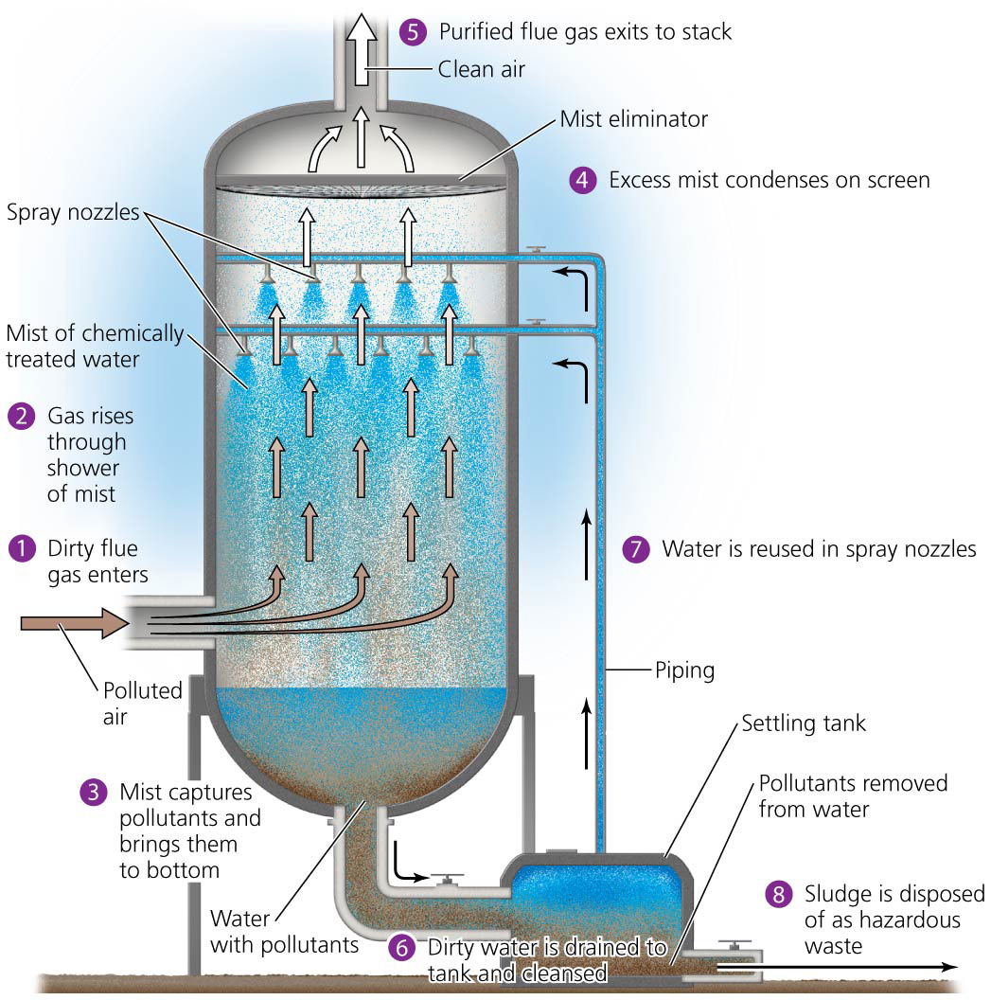 5 Purified flue gas exits to stack
Clean air
Mist eliminator
4 Excess mist condenses on screen
Spray nozzles
Mist of chemically
treated water
2 Gas rises
through
shower
of mist
1 Dirty flue
gas enters
7 Water is reused in spray nozzles
Polluted
air
Piping
Settling tank
3 Mist captures
pollutants and
brings them
to bottom
Pollutants removed
from water
8 Sludge is disposed
of as hazardous
waste
Water
with pollutants
6 Dirty water is drained to
tank and cleansed